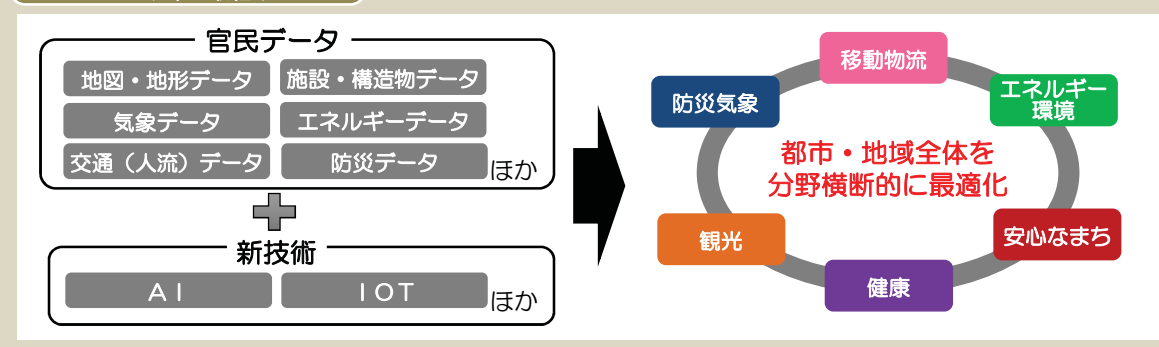 官民データ
地図・地形データ
施設・構造物データ
気象データ
エネルギーデータ
交通（人流）データ
防災データ
ほか
新技術
ＡＩ
ＩＯＴ
ほか
移動物流
防災気象
エネルギー
環境
都市・地域全体を
分野横断的に最適化
観光
安心なまち
健康